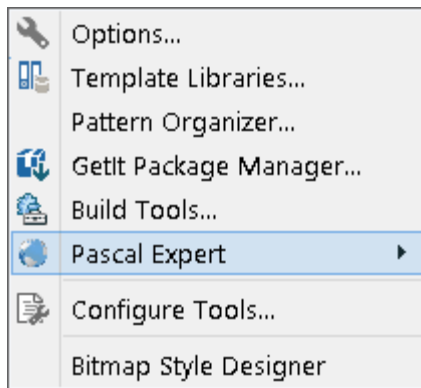 Options...
Template Libraries...
Pattern Organizer...
GetIt Package Manager...
Build Tools...
Pascal Expert
Configure Tools...
Bitmap Style Designer